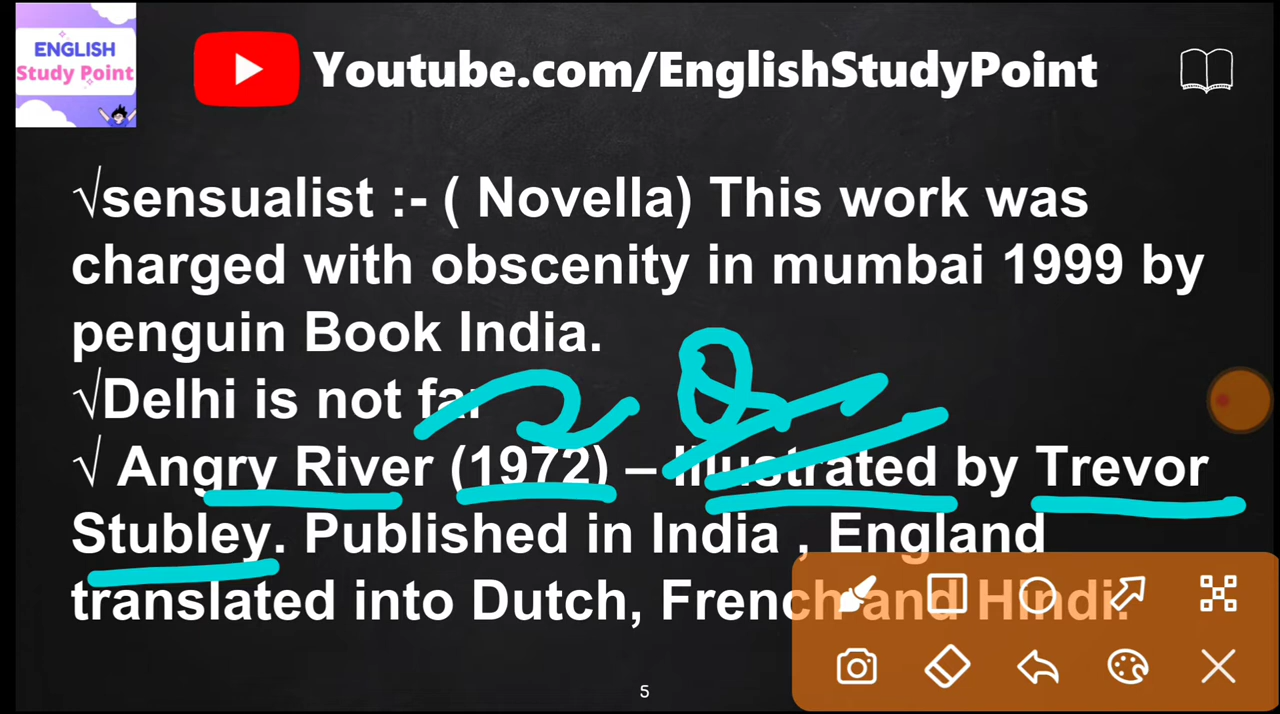 ENGLISH
Study Point
Youtube.com/EnglishStudyPoint
√sensualist :- ( Novella) This work was
charged with obscenity in mumbai 1999 by
penguin Book India.
√Delhi is not far
√ Angry River (1972) – Illustrated by Trevor
Stubley. Published in India , England
translated into Dutch, French and Hindi.
5